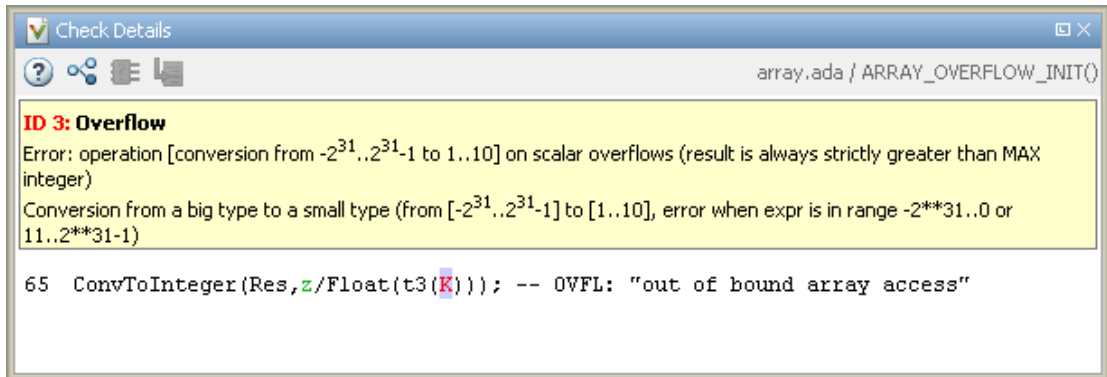 Check Details
array.ada / ARRAY_OVERFLOW_INIT()
ID 3: Overflow
Error: operation [conversion from -2^31..2^31-1 to 1..10] on scalar overflows (result is always strictly greater than MAX
integer)
Conversion from a big type to a small type (from [-2^31..2^31-1] to [1..10], error when expr is in range -2**31..0 or
11..2**31-1)
65 ConvToInteger(Res,z/Float(t3(K))); -- OVFL: "out of bound array access"